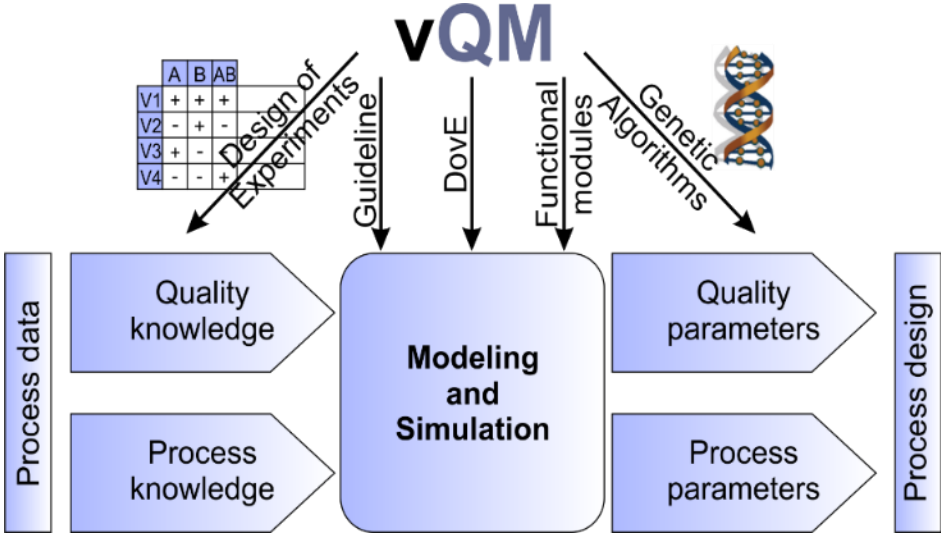 vQM
A B AB
V1 + + +
V2 - + -
V3 + - -
V4 - - +
Design of
Experiments
Guideline
DovE
Functional
modules
Genetic
Algorithms
Process data
Quality
knowledge
Process
knowledge
Modeling
and
Simulation
Quality
parameters
Process
parameters
Process design